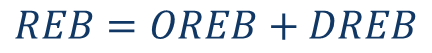 REB = OREB + DREB